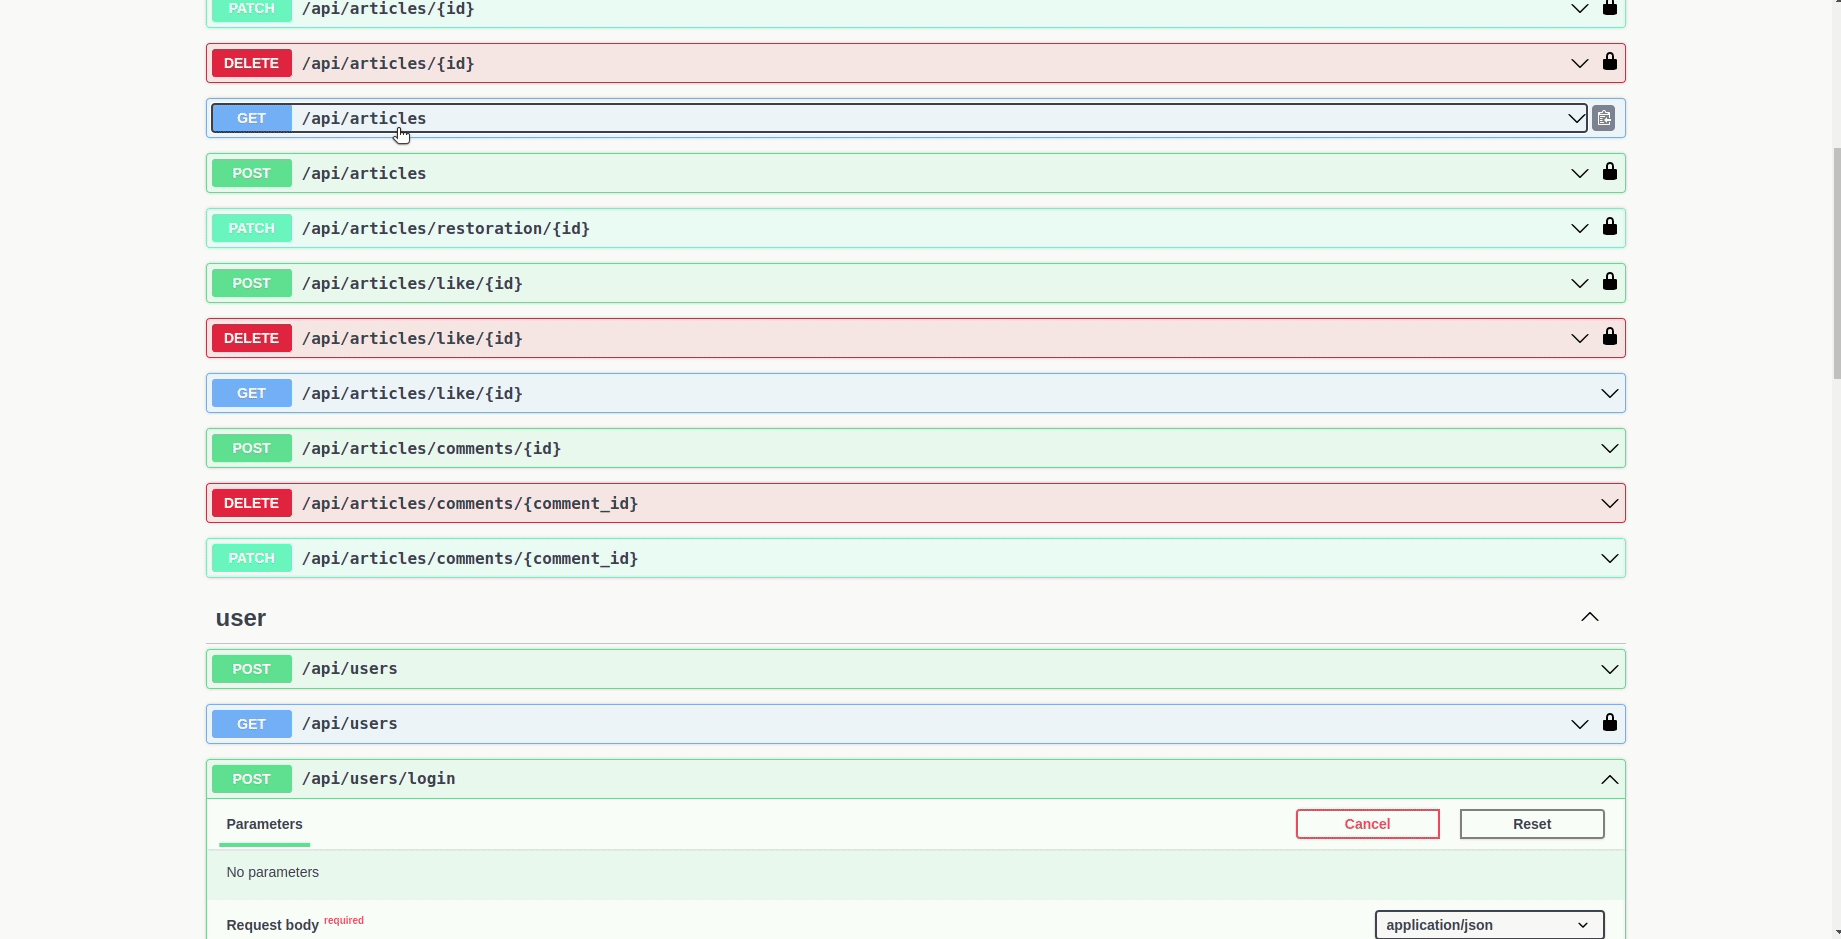 PATCH /api/articles/{id}
DELETE /api/articles/{id}
GET /api/articles
POST /api/articles
PATCH /api/articles/restoration/{id}
POST /api/articles/like/{id}
DELETE /api/articles/like/{id}
GET /api/articles/like/{id}
POST /api/articles/comments/{id}
DELETE /api/articles/comments/{comment_id}
PATCH /api/articles/comments/{comment_id}
user
POST /api/users
GET /api/users
POST /api/users/login
Parameters Cancel Reset
No parameters
Request body required application/json